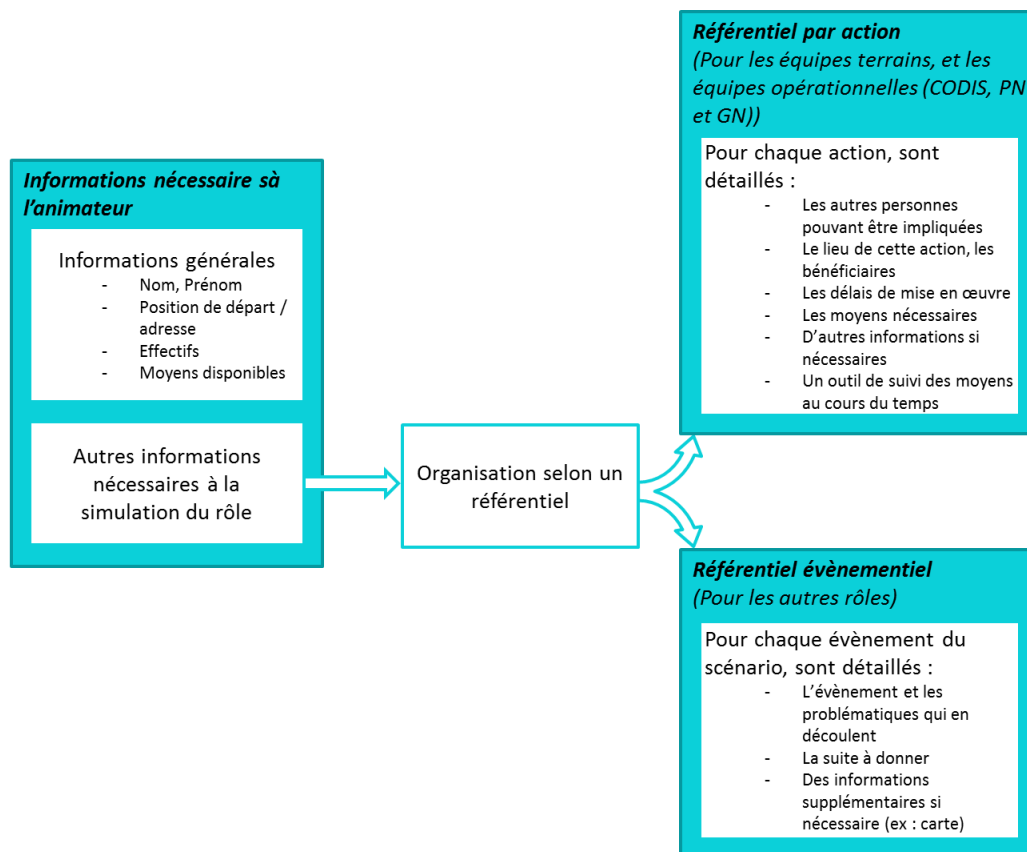 Informations nécessaire sà
l’animateur
Informations générales
- Nom, Prénom
- Position de départ /
adresse
- Effectifs
- Moyens disponibles
Autres informations
nécessaires à la
simulation du rôle
Organisation selon un
référentiel
Référentiel par action
(Pour les équipes terrains, et les
équipes opérationnelles (CODIS, PN
et GN))
Pour chaque action, sont
détaillés :
- Les autres personnes
pouvant être impliquées
- Le lieu de cette action, les
bénéficiaires
- Les délais de mise en œuvre
- Les moyens nécessaires
- D’autres informations si
nécessaires
- Un outil de suivi des moyens
au cours du temps
Référentiel évènementiel
(Pour les autres rôles)
Pour chaque évènement du
scénario, sont détaillés :
- L’évènement et les
problématiques qui en
découlent
- La suite à donner
- Des informations
supplémentaires si
nécessaire (ex : carte)